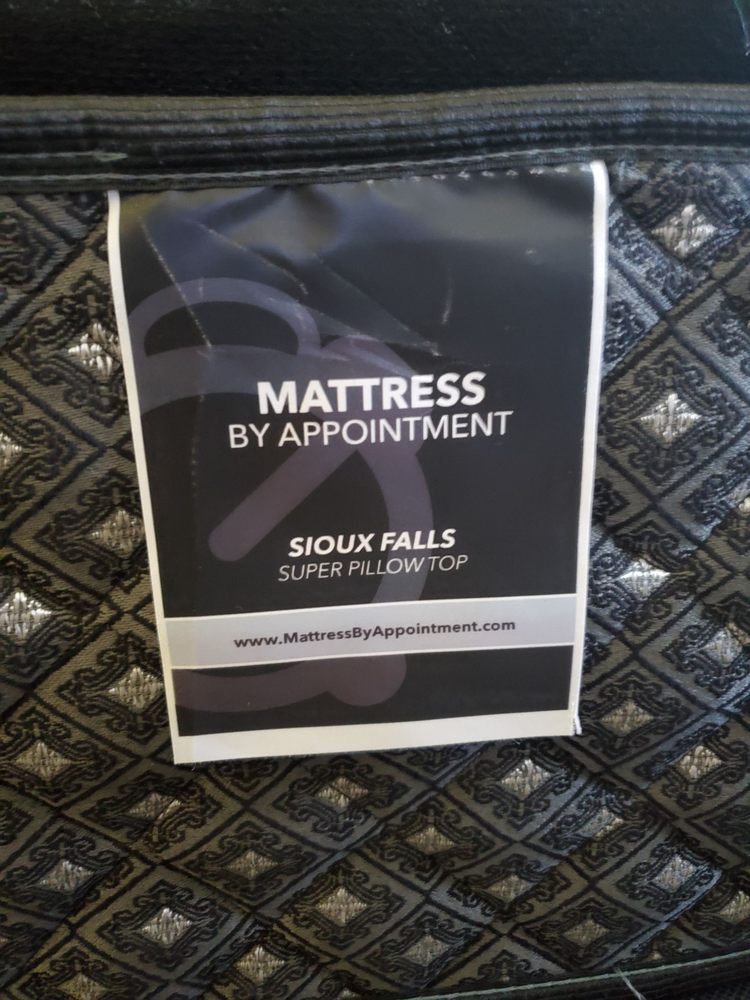 MATTRESS
BY APPOINTMENT
SIOUX FALLS
SUPER PILLOW TOP
www.MattressByAppointment.com